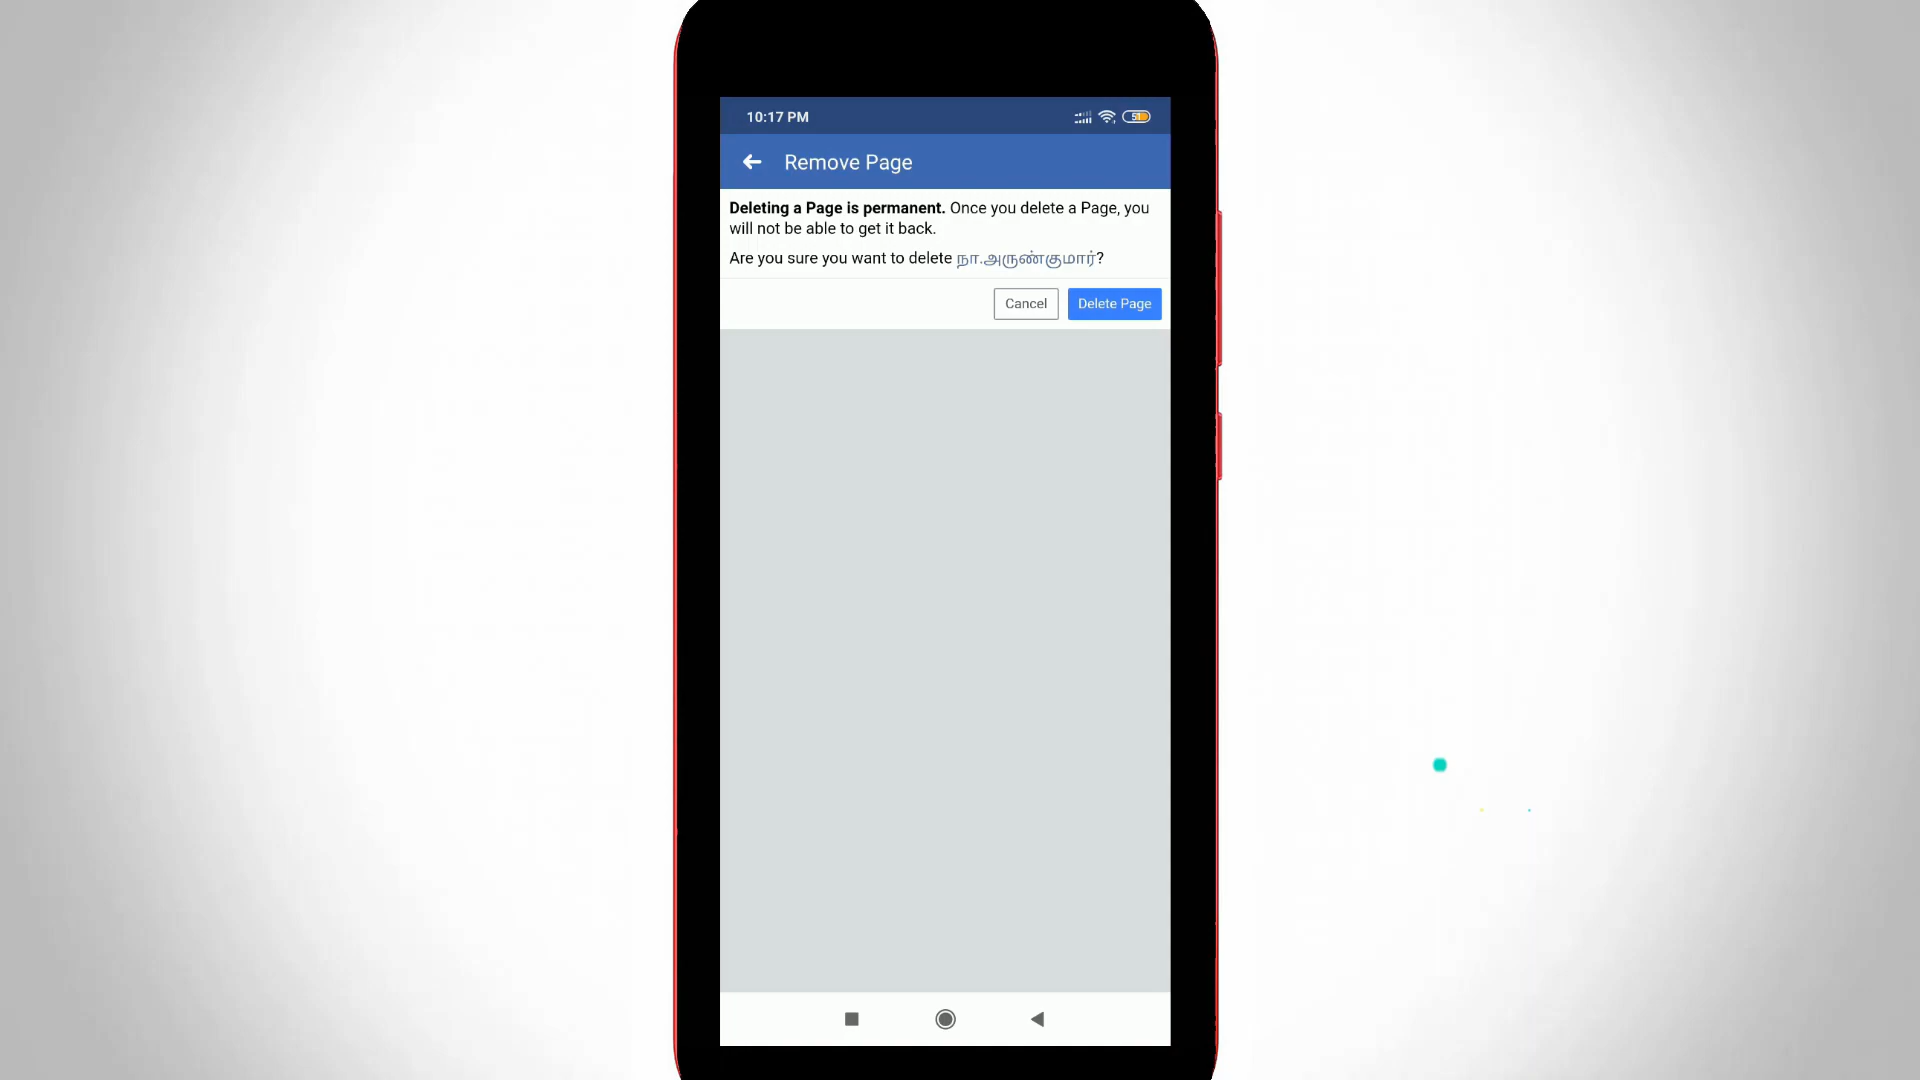 10:17 PM
51
Remove Page
Deleting a Page is permanent. Once you delete a Page, you
will not be able to get it back.
Are you sure you want to delete நா.அருண்குமார்?
Cancel
Delete Page